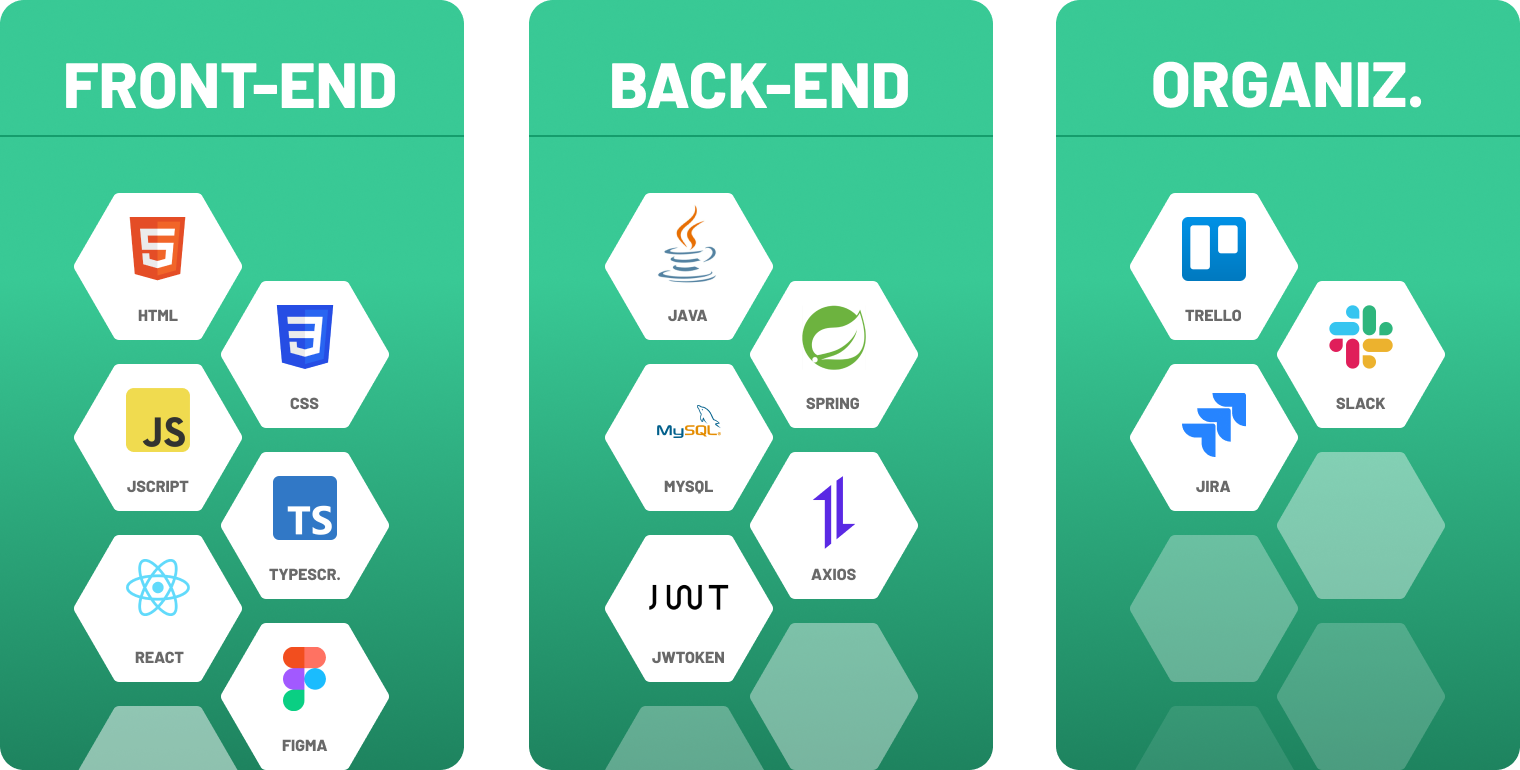 FRONT-END
HTML
CSS
JS
JSCRIPT
TS
TYPESCR.
REACT
FIGMA
BACK-END
JAVA
SPRING
MySQL
MYSQL
AXIOS
JWT
JWTOKEN
ORGANIZ.
TRELLO
SLACK
JIRA